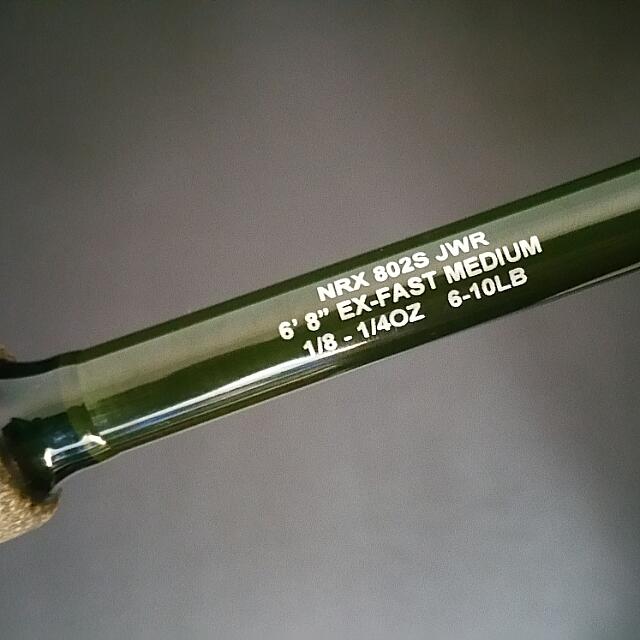 NRX 802S JWR
6' 8" EX-FAST MEDIUM
1/8 - 1/4OZ 6-10LB